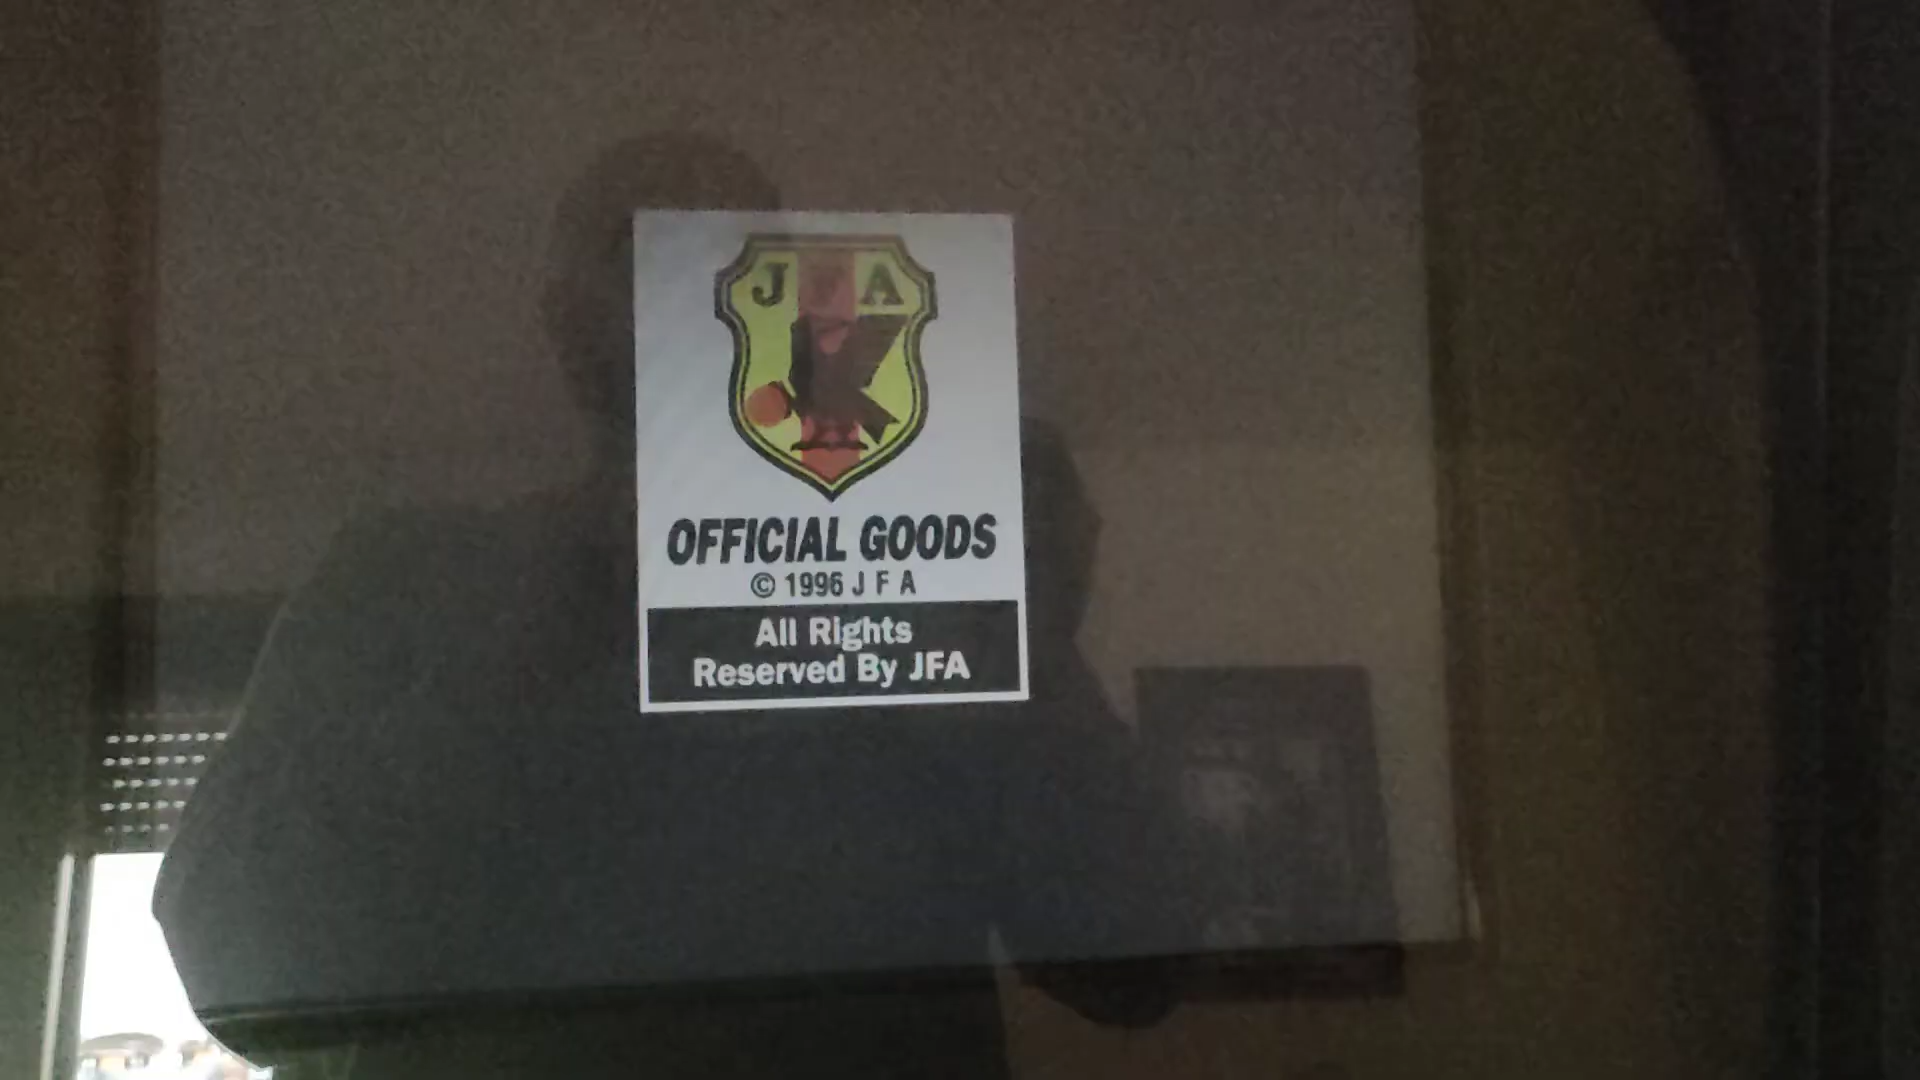 JFA
OFFICIAL GOODS
© 1996 J F A
All Rights
Reserved By JFA